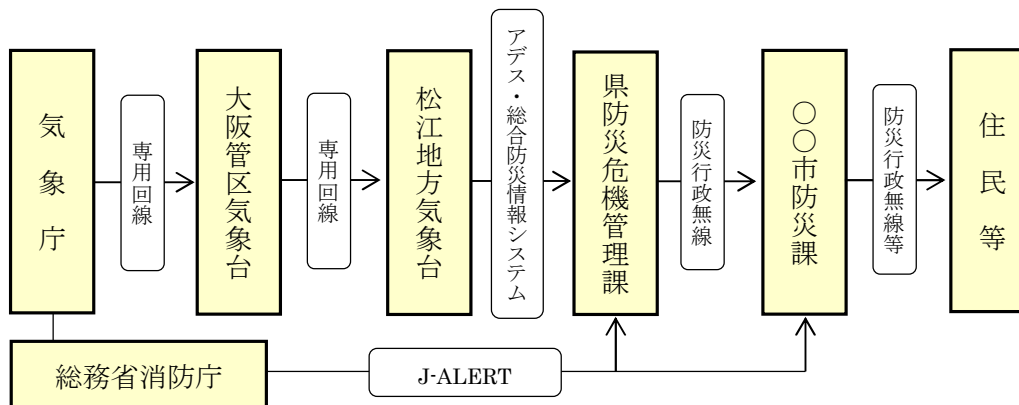 気象庁
専用回線
大阪管区気象台
専用回線
松江地方気象台
アデス・総合防災情報システム
県防災危機管理課
防災行政無線
○○市防災課
防災行政無線等
住民等
総務省消防庁
J-ALERT